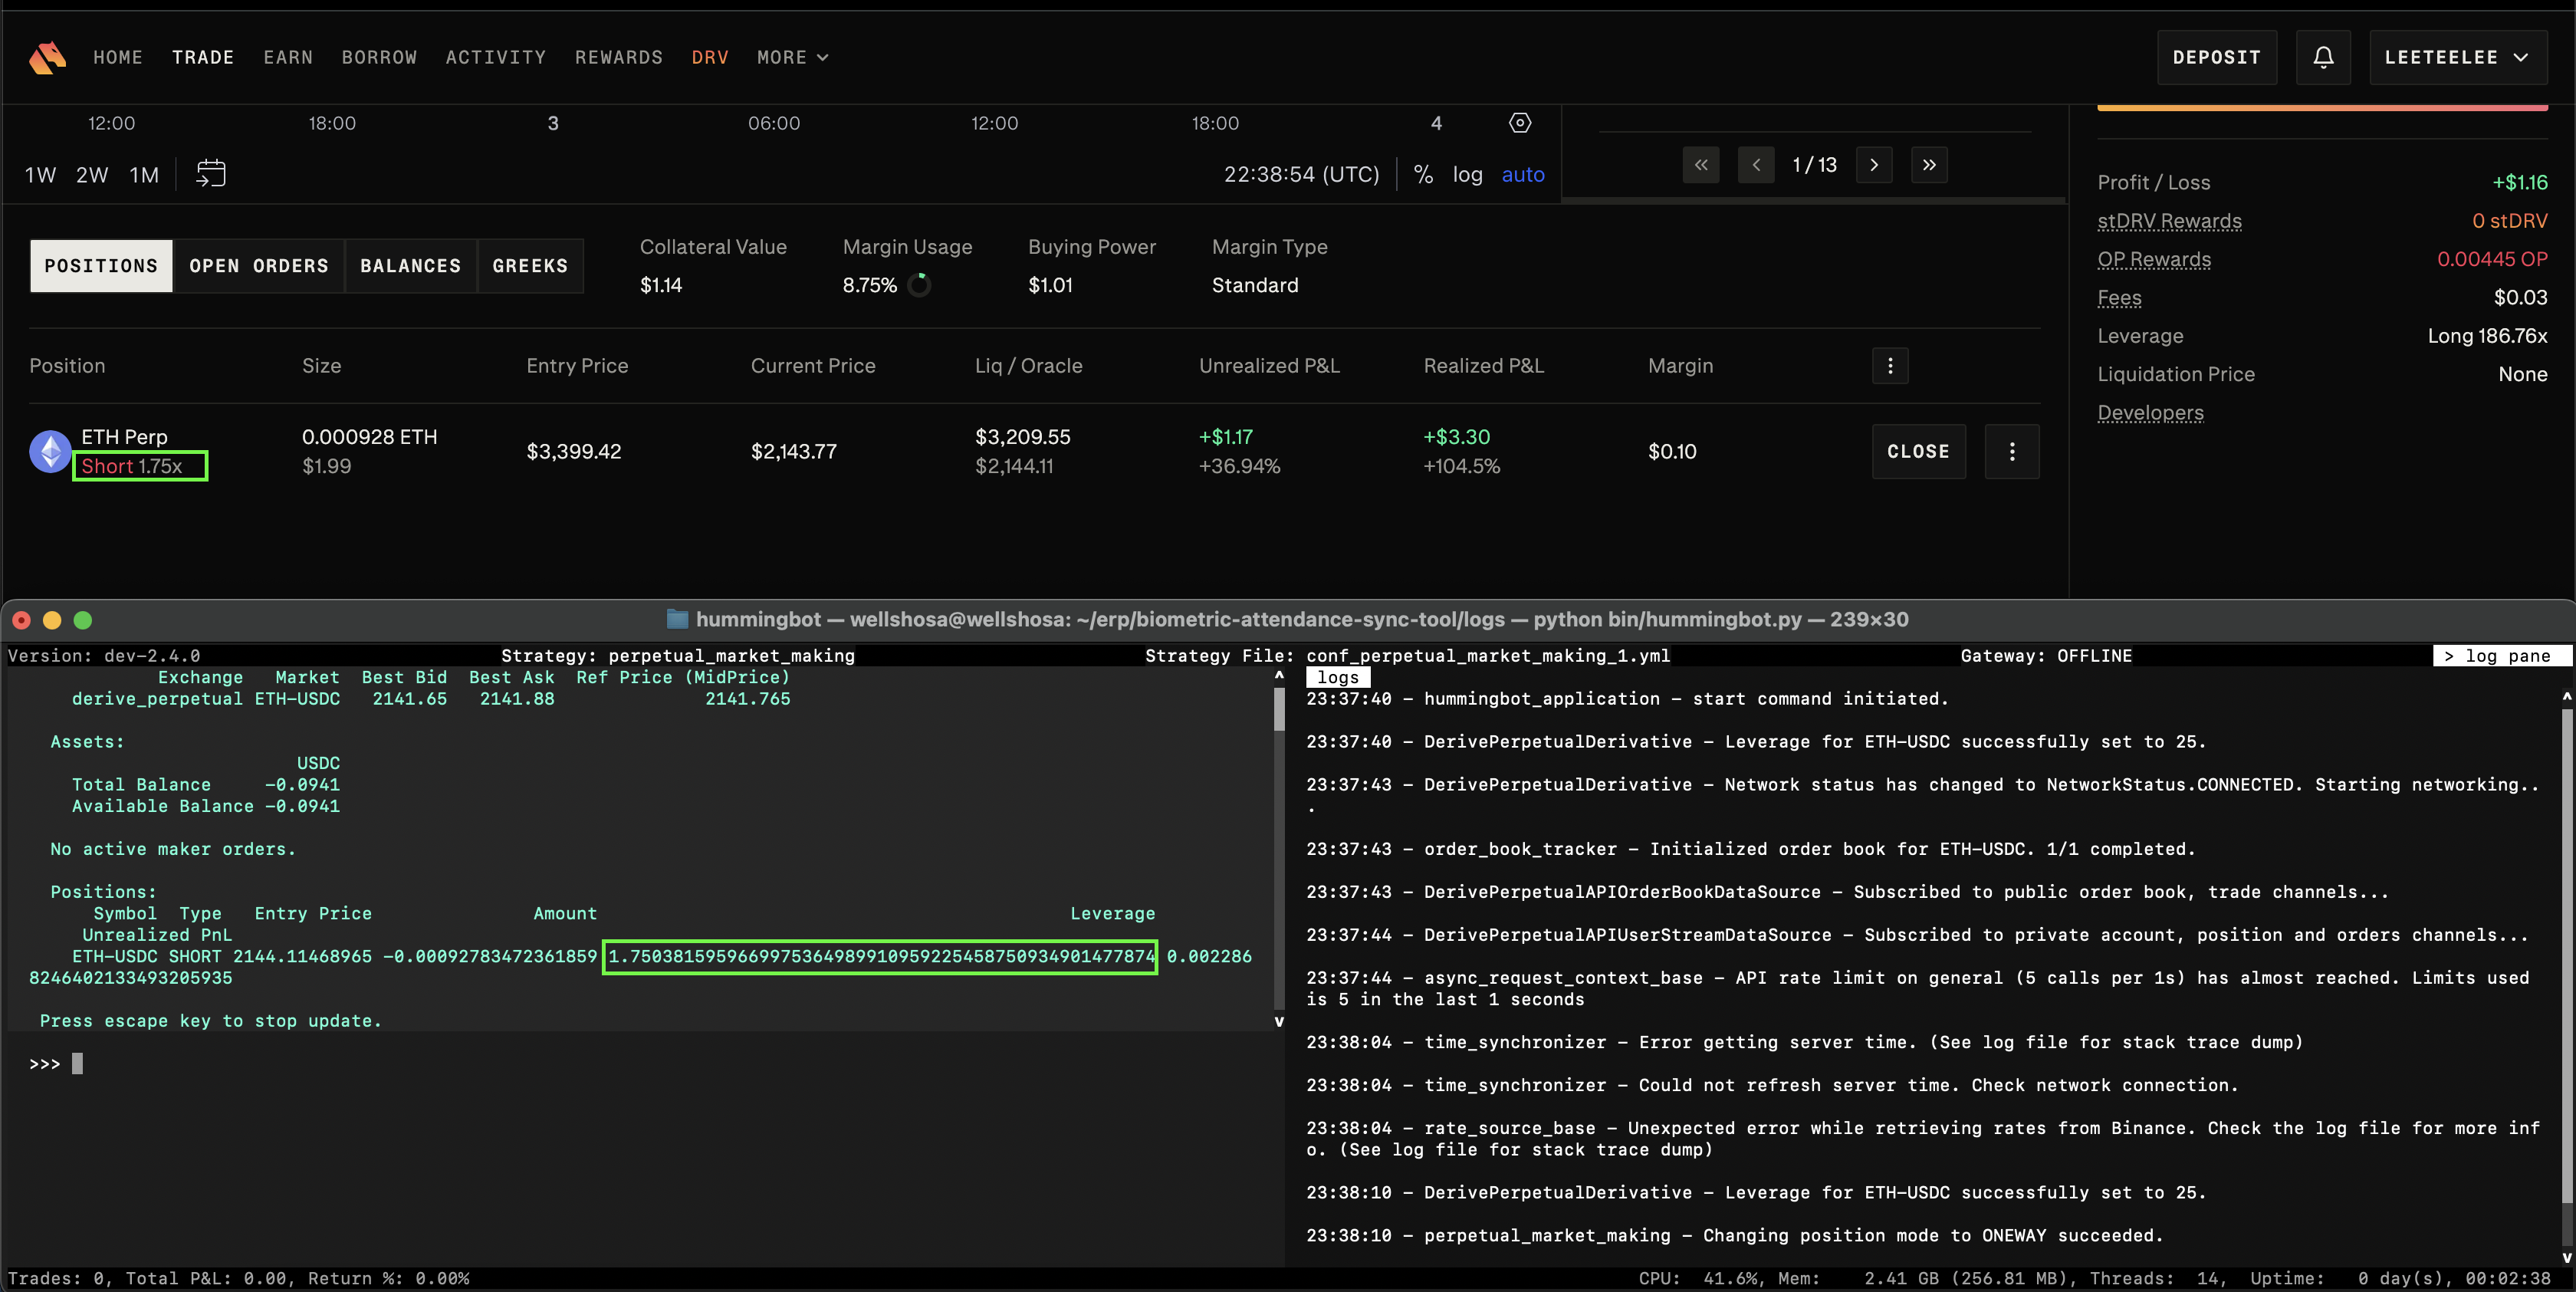 HOME TRADE EARN BORROW ACTIVITY REWARDS DRV MORE DEPOSIT LEETEELEE
12:00 18:00 3 06:00 12:00 18:00 4
1W 2W 1M 22:38:54 (UTC) % log auto
« < 1 / 13 > »
Profit / Loss +$1.16
stDRV Rewards 0 stDRV
OP Rewards 0.00445 OP
Fees $0.03
Leverage Long 186.76x
Liquidation Price None
Developers
POSITIONS OPEN ORDERS BALANCES GREEKS
Collateral Value Margin Usage Buying Power Margin Type
$1.14 8.75% $1.01 Standard
Position Size Entry Price Current Price Liq / Oracle Unrealized P&L Realized P&L Margin
ETH Perp 0.000928 ETH $3,399.42 $2,143.77 $3,209.55 +$1.17 +$3.30 $0.10 CLOSE
Short 1.75x $1.99 $2,144.11 +36.94% +104.5%
hummingbot — wellshosa@wellshosa: ~/erp/biometric-attendance-sync-tool/logs — python bin/hummingbot.py — 239×30
Version: dev-2.4.0 Strategy: perpetual_market_making Strategy File: conf_perpetual_market_making_1.yml Gateway: OFFLINE > log pane
Exchange Market Best Bid Best Ask Ref Price (MidPrice)
derive_perpetual ETH-USDC 2141.65 2141.88 2141.765
Assets:
USDC
Total Balance -0.0941
Available Balance -0.0941
No active maker orders.
Positions:
Symbol Type Entry Price Amount Leverage
Unrealized PnL
ETH-USDC SHORT 2144.11468965 -0.00092783472361859 1.750381595966997536498991095922545875093490147787­4 0.002286
8246402133493205935
Press escape key to stop update.
>>>
logs
23:37:40 - hummingbot_application - start command initiated.
23:37:40 - DerivePerpetualDerivative - Leverage for ETH-USDC successfully set to 25.
23:37:43 - DerivePerpetualDerivative - Network status has changed to NetworkStatus.CONNECTED. Starting networking..
.
23:37:43 - order_book_tracker - Initialized order book for ETH-USDC. 1/1 completed.
23:37:43 - DerivePerpetualAPIOrderBookDataSource - Subscribed to public order book, trade channels...
23:37:44 - DerivePerpetualAPIUserStreamDataSource - Subscribed to private account, position and orders channels...
23:37:44 - async_request_context_base - API rate limit on general (5 calls per 1s) has almost reached. Limits used
is 5 in the last 1 seconds
23:38:04 - time_synchronizer - Error getting server time. (See log file for stack trace dump)
23:38:04 - time_synchronizer - Could not refresh server time. Check network connection.
23:38:04 - rate_source_base - Unexpected error while retrieving rates from Binance. Check the log file for more inf
o. (See log file for stack trace dump)
23:38:10 - DerivePerpetualDerivative - Leverage for ETH-USDC successfully set to 25.
23:38:10 - perpetual_market_making - Changing position mode to ONEWAY succeeded.
Trades: 0, Total P&L: 0.00, Return %: 0.00% CPU: 41.6%, Mem: 2.41 GB (256.81 MB), Threads: 14, Uptime: 0 day(s), 00:02:38